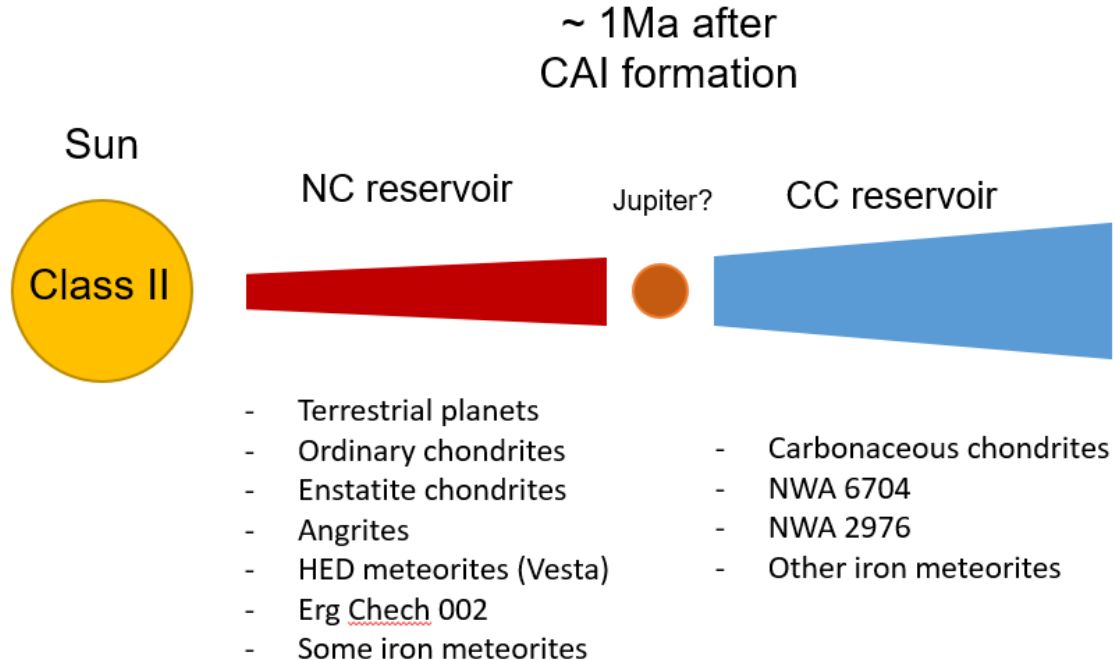 ~ 1Ma after
CAI formation
Sun
NC reservoir
Jupiter?
CC reservoir
Class II
- Terrestrial planets
- Ordinary chondrites
- Enstatite chondrites
- Angrites
- HED meteorites (Vesta)
- Erg Chech 002
- Some iron meteorites
- Carbonaceous chondrites
- NWA 6704
- NWA 2976
- Other iron meteorites